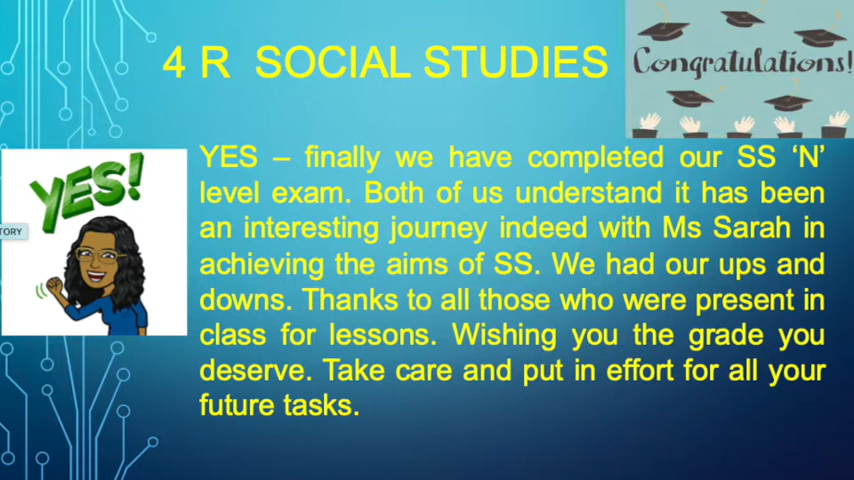 4 R SOCIAL STUDIES
Congratulations!
YES!
TORY
YES – finally we have completed our SS ‘N’
level exam. Both of us understand it has been
an interesting journey indeed with Ms Sarah in
achieving the aims of SS. We had our ups and
downs. Thanks to all those who were present in
class for lessons. Wishing you the grade you
deserve. Take care and put in effort for all your
future tasks.